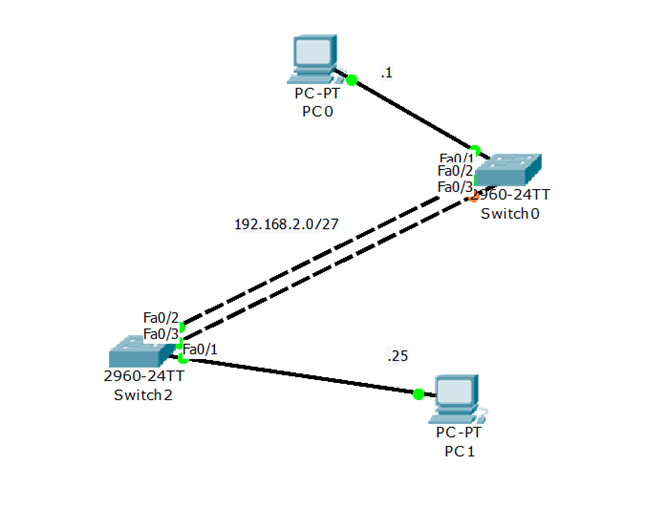 .1
PC-PT
PC0
Fa0/1
Fa0/2
Fa0/3
2960-24TT
Switch0
192.168.2.0/27
Fa0/2
Fa0/3
Fa0/1
2960-24TT
Switch2
.25
PC-PT
PC1